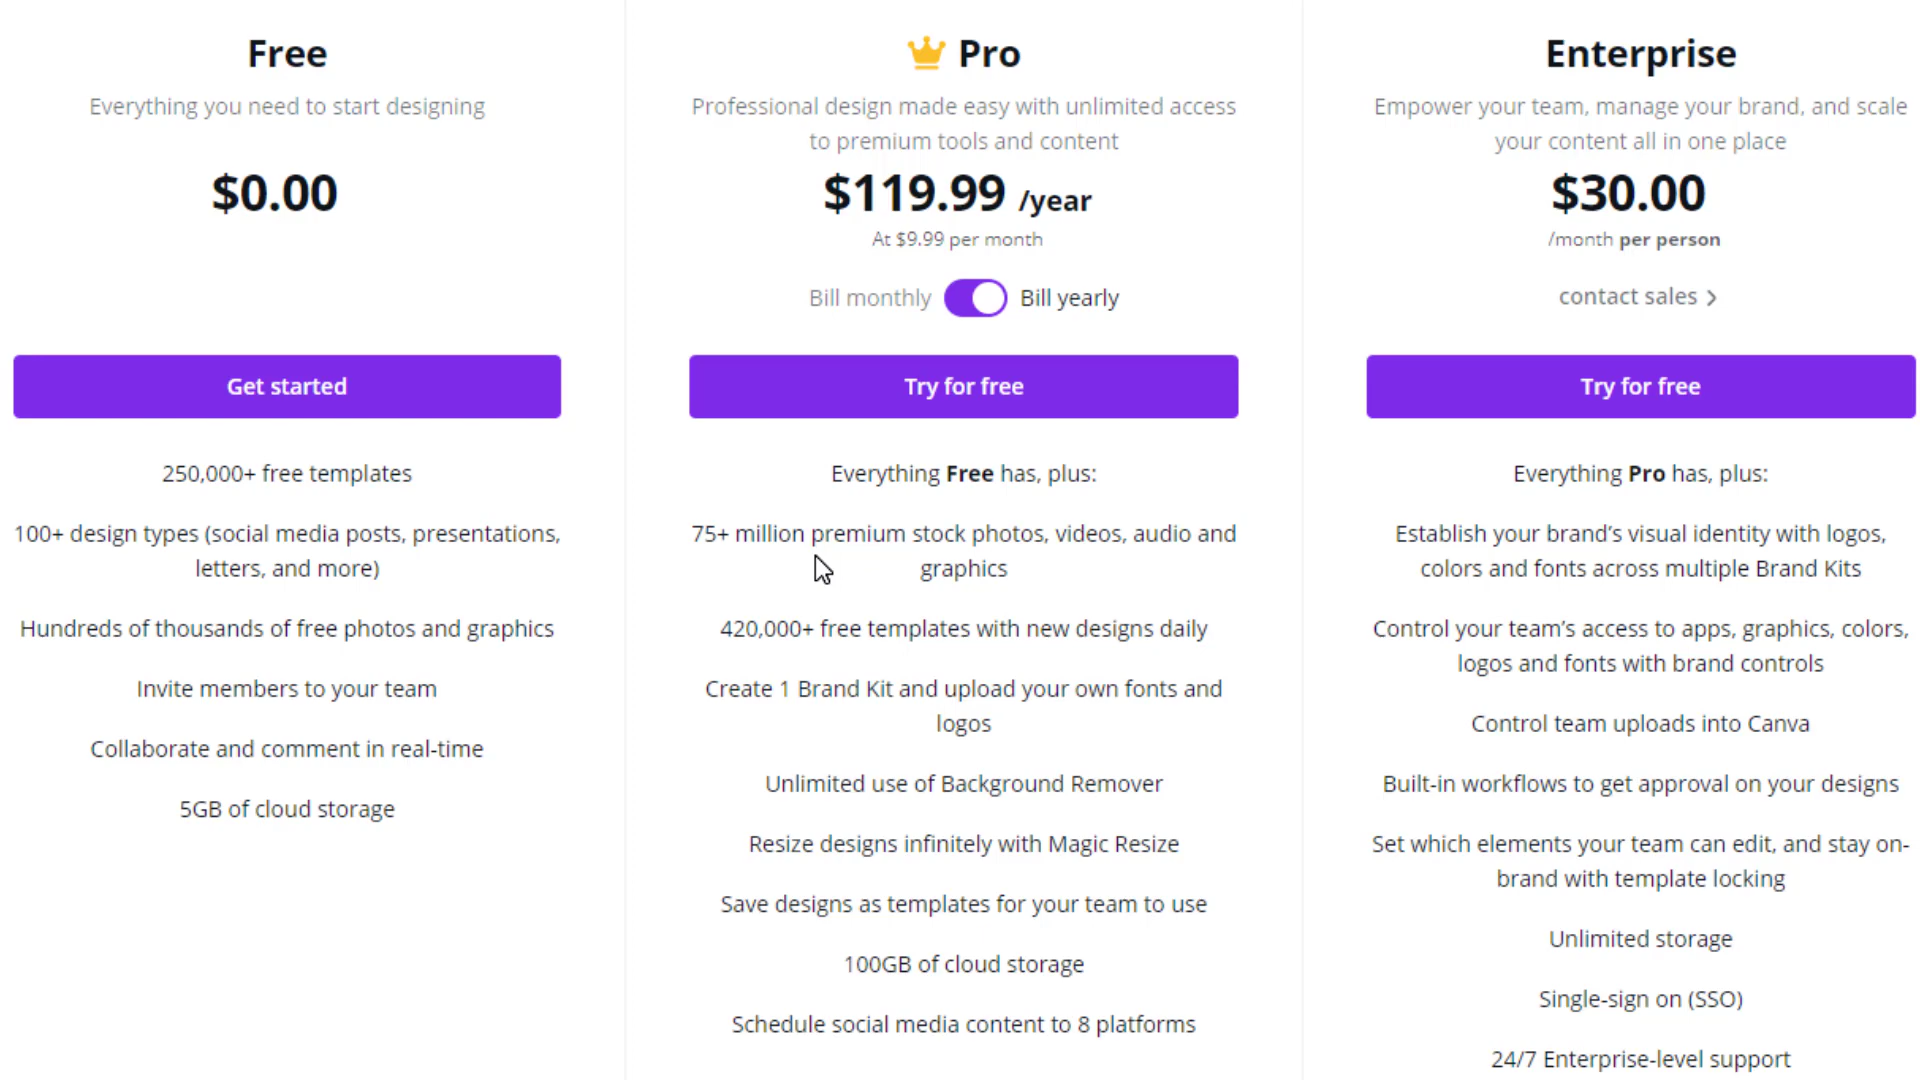 Free
Everything you need to start designing
$0.00
Get started
250,000+ free templates
100+ design types (social media posts, presentations,
letters, and more)
Hundreds of thousands of free photos and graphics
Invite members to your team
Collaborate and comment in real-time
5GB of cloud storage
Pro
Professional design made easy with unlimited access
to premium tools and content
$119.99 /year
At $9.99 per month
Bill monthly Bill yearly
Try for free
Everything Free has, plus:
75+ million premium stock photos, videos, audio and
graphics
420,000+ free templates with new designs daily
Create 1 Brand Kit and upload your own fonts and
logos
Unlimited use of Background Remover
Resize designs infinitely with Magic Resize
Save designs as templates for your team to use
100GB of cloud storage
Schedule social media content to 8 platforms
Enterprise
Empower your team, manage your brand, and scale
your content all in one place
$30.00
/month per person
contact sales
Try for free
Everything Pro has, plus:
Establish your brand’s visual identity with logos,
colors and fonts across multiple Brand Kits
Control your team’s access to apps, graphics, colors,
logos and fonts with brand controls
Control team uploads into Canva
Built-in workflows to get approval on your designs
Set which elements your team can edit, and stay on-
brand with template locking
Unlimited storage
Single-sign on (SSO)
24/7 Enterprise-level support